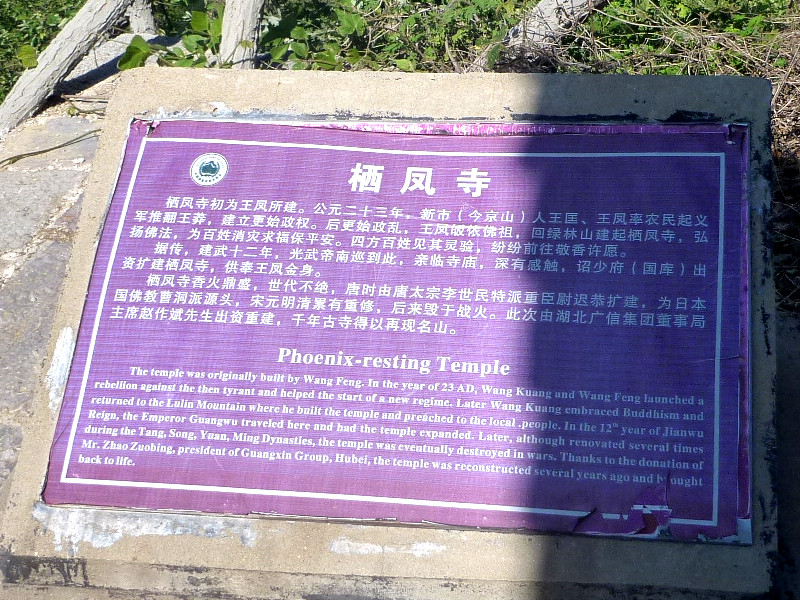 栖凤寺
栖凤寺初为王凤所建。公元二十三年，新市（今京山）人王匡、王凤率农民起义
军推翻王莽，建立更始政权。后更始政乱，王凤皈依佛祖，回绿林山建起栖凤寺，弘
扬佛法，为百姓消灾求福保平安。四方百姓见其灵验，纷纷前往敬香许愿。
据传，建武十二年，光武帝南巡到此，亲临寺庙，深有感触，诏少府（国库）出
资扩建栖凤寺，供奉王凤金身。
栖凤寺香火鼎盛，世代不绝，唐时由唐太宗李世民特派重臣尉迟恭扩建，为日本
国佛教曹洞派源头，宋元明清累有重修，后来毁于战火。此次由湖北广信集团董事局
主席赵作斌先生出资重建，千年古寺得以再现名山。
Phoenix-resting Temple
The temple was originally built by Wang Feng. In the year of 23 AD, Wang Kuang and Wang Feng launched a
rebellion against the then tyrant and helped the start of a new regime. Later Wang Kuang embraced Buddhism and
returned to the Lulin Mountain where he built the temple and preached to the local .people. In the 12th year of Jianwu
Reign, the Emperor Guangwu traveled here and had the temple expanded. Later, although renovated several times
during the Tang, Song, Yuan, Ming Dynasties, the temple was eventually destroyed in wars. Thanks to the donation of
Mr. Zhao Zuobing, president of Guangxin Group, Hubei, the temple was reconstructed several years ago and brought
back to life.